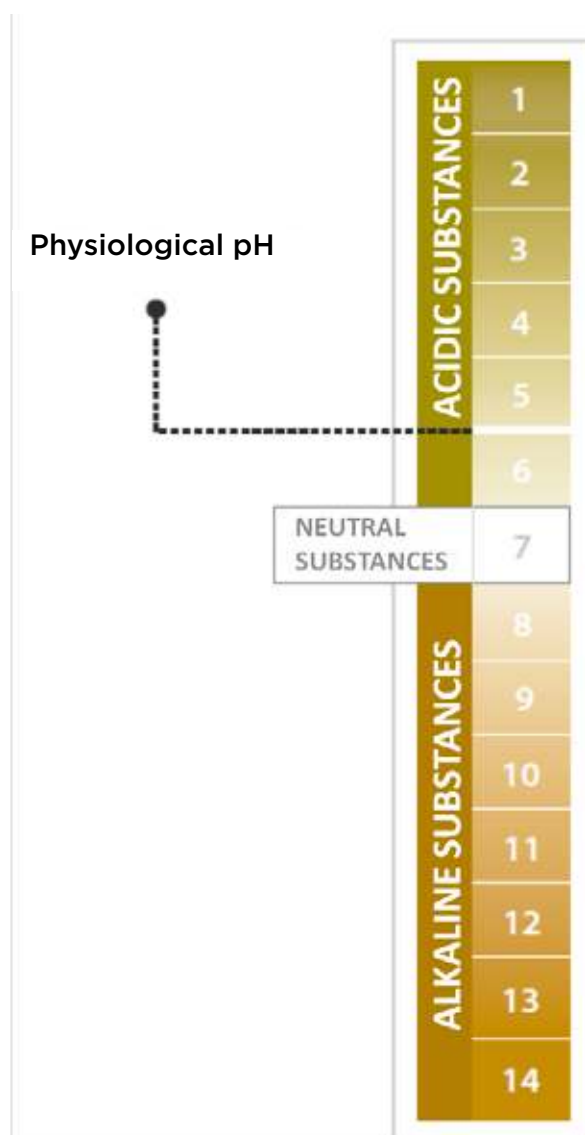 Physiological pH
ACIDIC SUBSTANCES
1
2
3
4
5
6
NEUTRAL
SUBSTANCES
7
ALKALINE SUBSTANCES
8
9
10
11
12
13
14